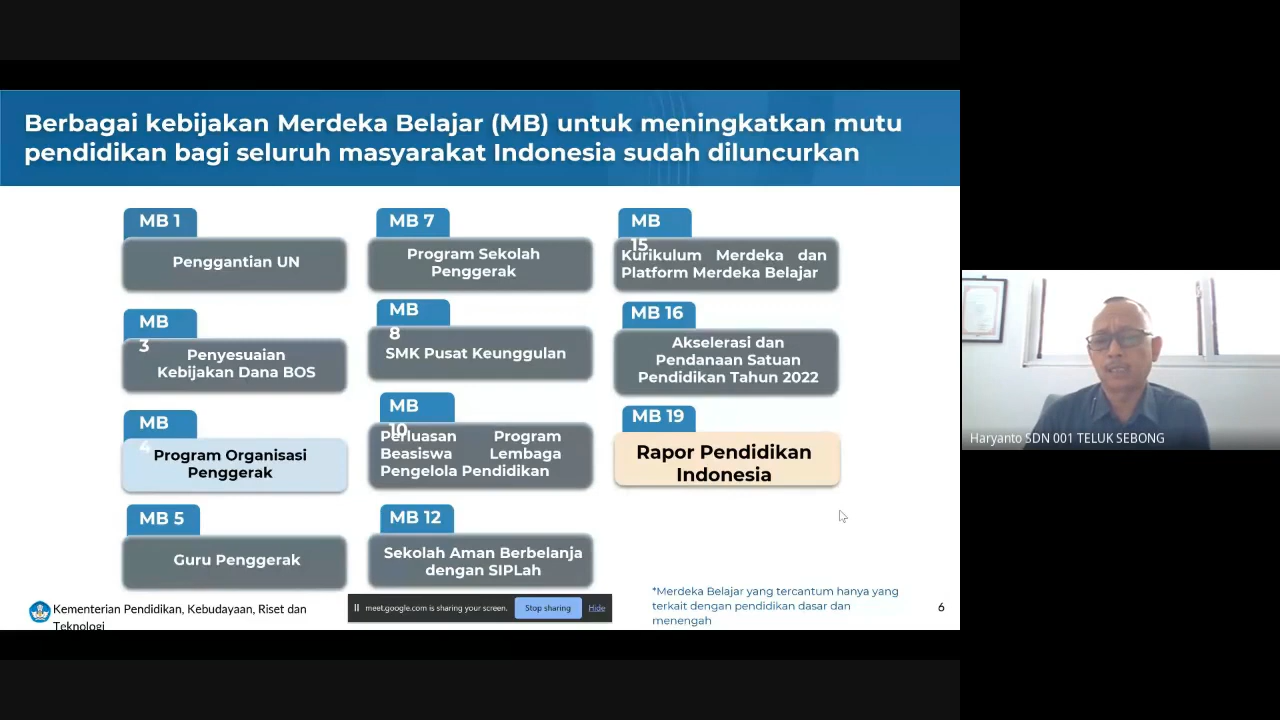 Berbagai kebijakan Merdeka Belajar (MB) untuk meningkatkan mutu
pendidikan bagi seluruh masyarakat Indonesia sudah diluncurkan
MB 1
Penggantian UN
MB
3
Penyesuaian
Kebijakan Dana BOS
MB
4
Program Organisasi
Penggerak
MB 5
Guru Penggerak
MB 7
Program Sekolah
Penggerak
MB
8
SMK Pusat Keunggulan
MB
10
Perluasan Program
Beasiswa Lembaga
Pengelola Pendidikan
MB 12
Sekolah Aman Berbelanja
dengan SIPLah
MB
15
Kurikulum Merdeka dan
Platform Merdeka Belajar
MB 16
Akselerasi dan
Pendanaan Satuan
Pendidikan Tahun 2022
MB 19
Rapor Pendidikan
Indonesia
*Merdeka Belajar yang tercantum hanya yang
terkait dengan pendidikan dasar dan
menengah
6
Kementerian Pendidikan, Kebudayaan, Riset dan
Teknologi
meet.google.com is sharing your screen.
Stop sharing
Hide
Haryanto SDN 001 TELUK SEBONG